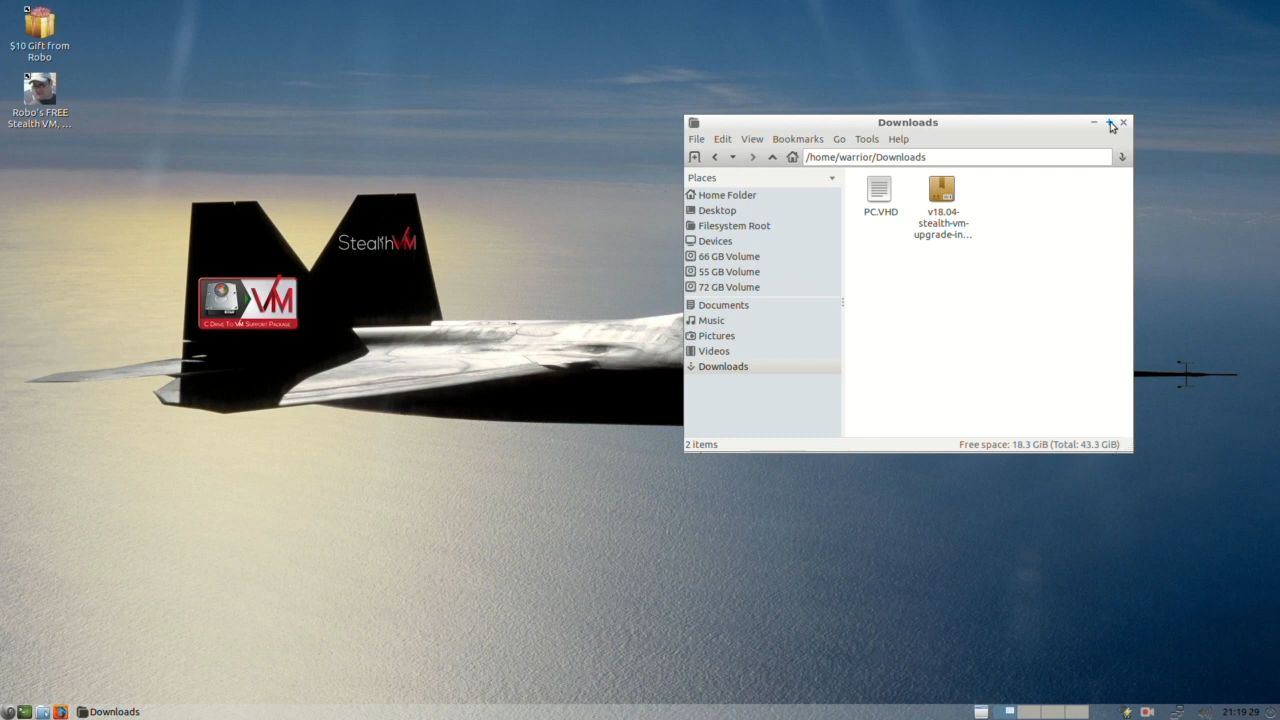 $10 Gift from
Robo
Robo's FREE
Stealth VM, ...
StealthVM
VM
C Drive To VM Support Package
Downloads
File Edit View Bookmarks Go Tools Help
/home/warrior/Downloads
Places
Home Folder
Desktop
Filesystem Root
Devices
66 GB Volume
55 GB Volume
72 GB Volume
Documents
Music
Pictures
Videos
Downloads
PC.VHD
v18.04-
stealth-vm-
upgrade-in...
2 items
Free space: 18.3 GiB (Total: 43.3 GiB)
Downloads
21:19 29